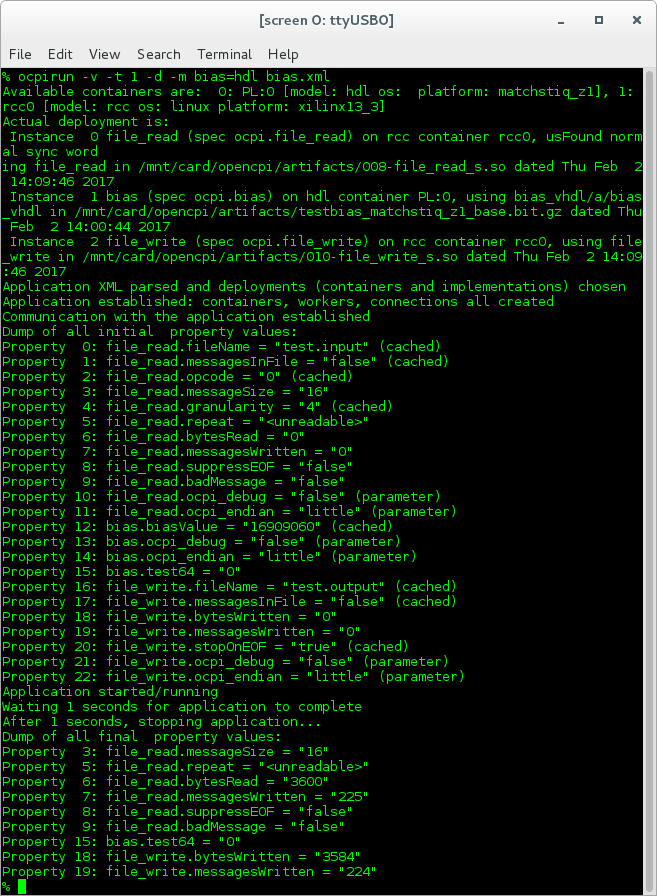 [screen 0: ttyUSB0]
File Edit View Search Terminal Help
% ocpirun -v -t 1 -d -m bias=hdl bias.xml
Available containers are:  0: PL:0 [model: hdl os:  platform: matchstiq_z1], 1:
rcc0 [model: rcc os: linux platform: xilinx13_3]
Actual deployment is:
 Instance  0 file_read (spec ocpi.file_read) on rcc container rcc0, usFound norm
al sync word
ing file_read in /mnt/card/opencpi/artifacts/008-file_read_s.so dated Thu Feb  2
 14:09:46 2017
 Instance  1 bias (spec ocpi.bias) on hdl container PL:0, using bias_vhdl/a/bias
_vhdl in /mnt/card/opencpi/artifacts/testbias_matchstiq_z1_base.bit.gz dated Thu
 Feb  2 14:00:44 2017
 Instance  2 file_write (spec ocpi.file_write) on rcc container rcc0, using file
_write in /mnt/card/opencpi/artifacts/010-file_write_s.so dated Thu Feb  2 14:09
:46 2017
Application XML parsed and deployments (containers and implementations) chosen
Application established: containers, workers, connections all created
Communication with the application established
Dump of all initial  property values:
Property  0: file_read.fileName = "test.input" (cached)
Property  1: file_read.messagesInFile = "false" (cached)
Property  2: file_read.opcode = "0" (cached)
Property  3: file_read.messageSize = "16"
Property  4: file_read.granularity = "4" (cached)
Property  5: file_read.repeat = "<unreadable>"
Property  6: file_read.bytesRead = "0"
Property  7: file_read.messagesWritten = "0"
Property  8: file_read.suppressEOF = "false"
Property  9: file_read.badMessage = "false"
Property 10: file_read.ocpi_debug = "false" (parameter)
Property 11: file_read.ocpi_endian = "little" (parameter)
Property 12: bias.biasValue = "16909060" (cached)
Property 13: bias.ocpi_debug = "false" (parameter)
Property 14: bias.ocpi_endian = "little" (parameter)
Property 15: bias.test64 = "0"
Property 16: file_write.fileName = "test.output" (cached)
Property 17: file_write.messagesInFile = "false" (cached)
Property 18: file_write.bytesWritten = "0"
Property 19: file_write.messagesWritten = "0"
Property 20: file_write.stopOnEOF = "true" (cached)
Property 21: file_write.ocpi_debug = "false" (parameter)
Property 22: file_write.ocpi_endian = "little" (parameter)
Application started/running
Waiting 1 seconds for application to complete
After 1 seconds, stopping application...
Dump of all final  property values:
Property  3: file_read.messageSize = "16"
Property  5: file_read.repeat = "<unreadable>"
Property  6: file_read.bytesRead = "3600"
Property  7: file_read.messagesWritten = "225"
Property  8: file_read.suppressEOF = "false"
Property  9: file_read.badMessage = "false"
Property 15: bias.test64 = "0"
Property 18: file_write.bytesWritten = "3584"
Property 19: file_write.messagesWritten = "224"
%